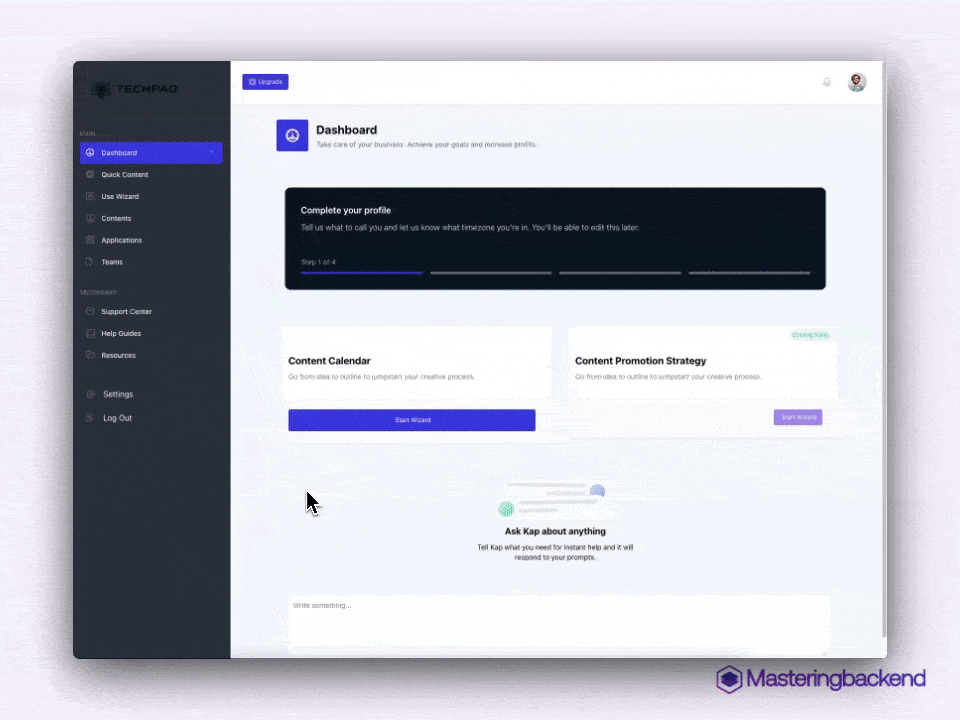 TECHPAD
Upgrade
MAIN
Dashboard
Quick Content
Use Wizard
Contents
Applications
Teams
SECONDARY
Support Center
Help Guides
Resources
Settings
Log Out
Dashboard
Take care of your business. Achieve your goals and increase profits.
Complete your profile
Tell us what to call you and let us know what timezone you're in. You'll be able to edit this later.
Step 1 of 4
Content Calendar
Go from idea to outline to jumpstart your creative process.
Start Wizard
Coming soon
Content Promotion Strategy
Go from idea to outline to jumpstart your creative process.
Start Wizard
Ask Kap about anything
Tell Kap what you need for instant help and it will
respond to your prompts.
Write something...
Masteringbackend